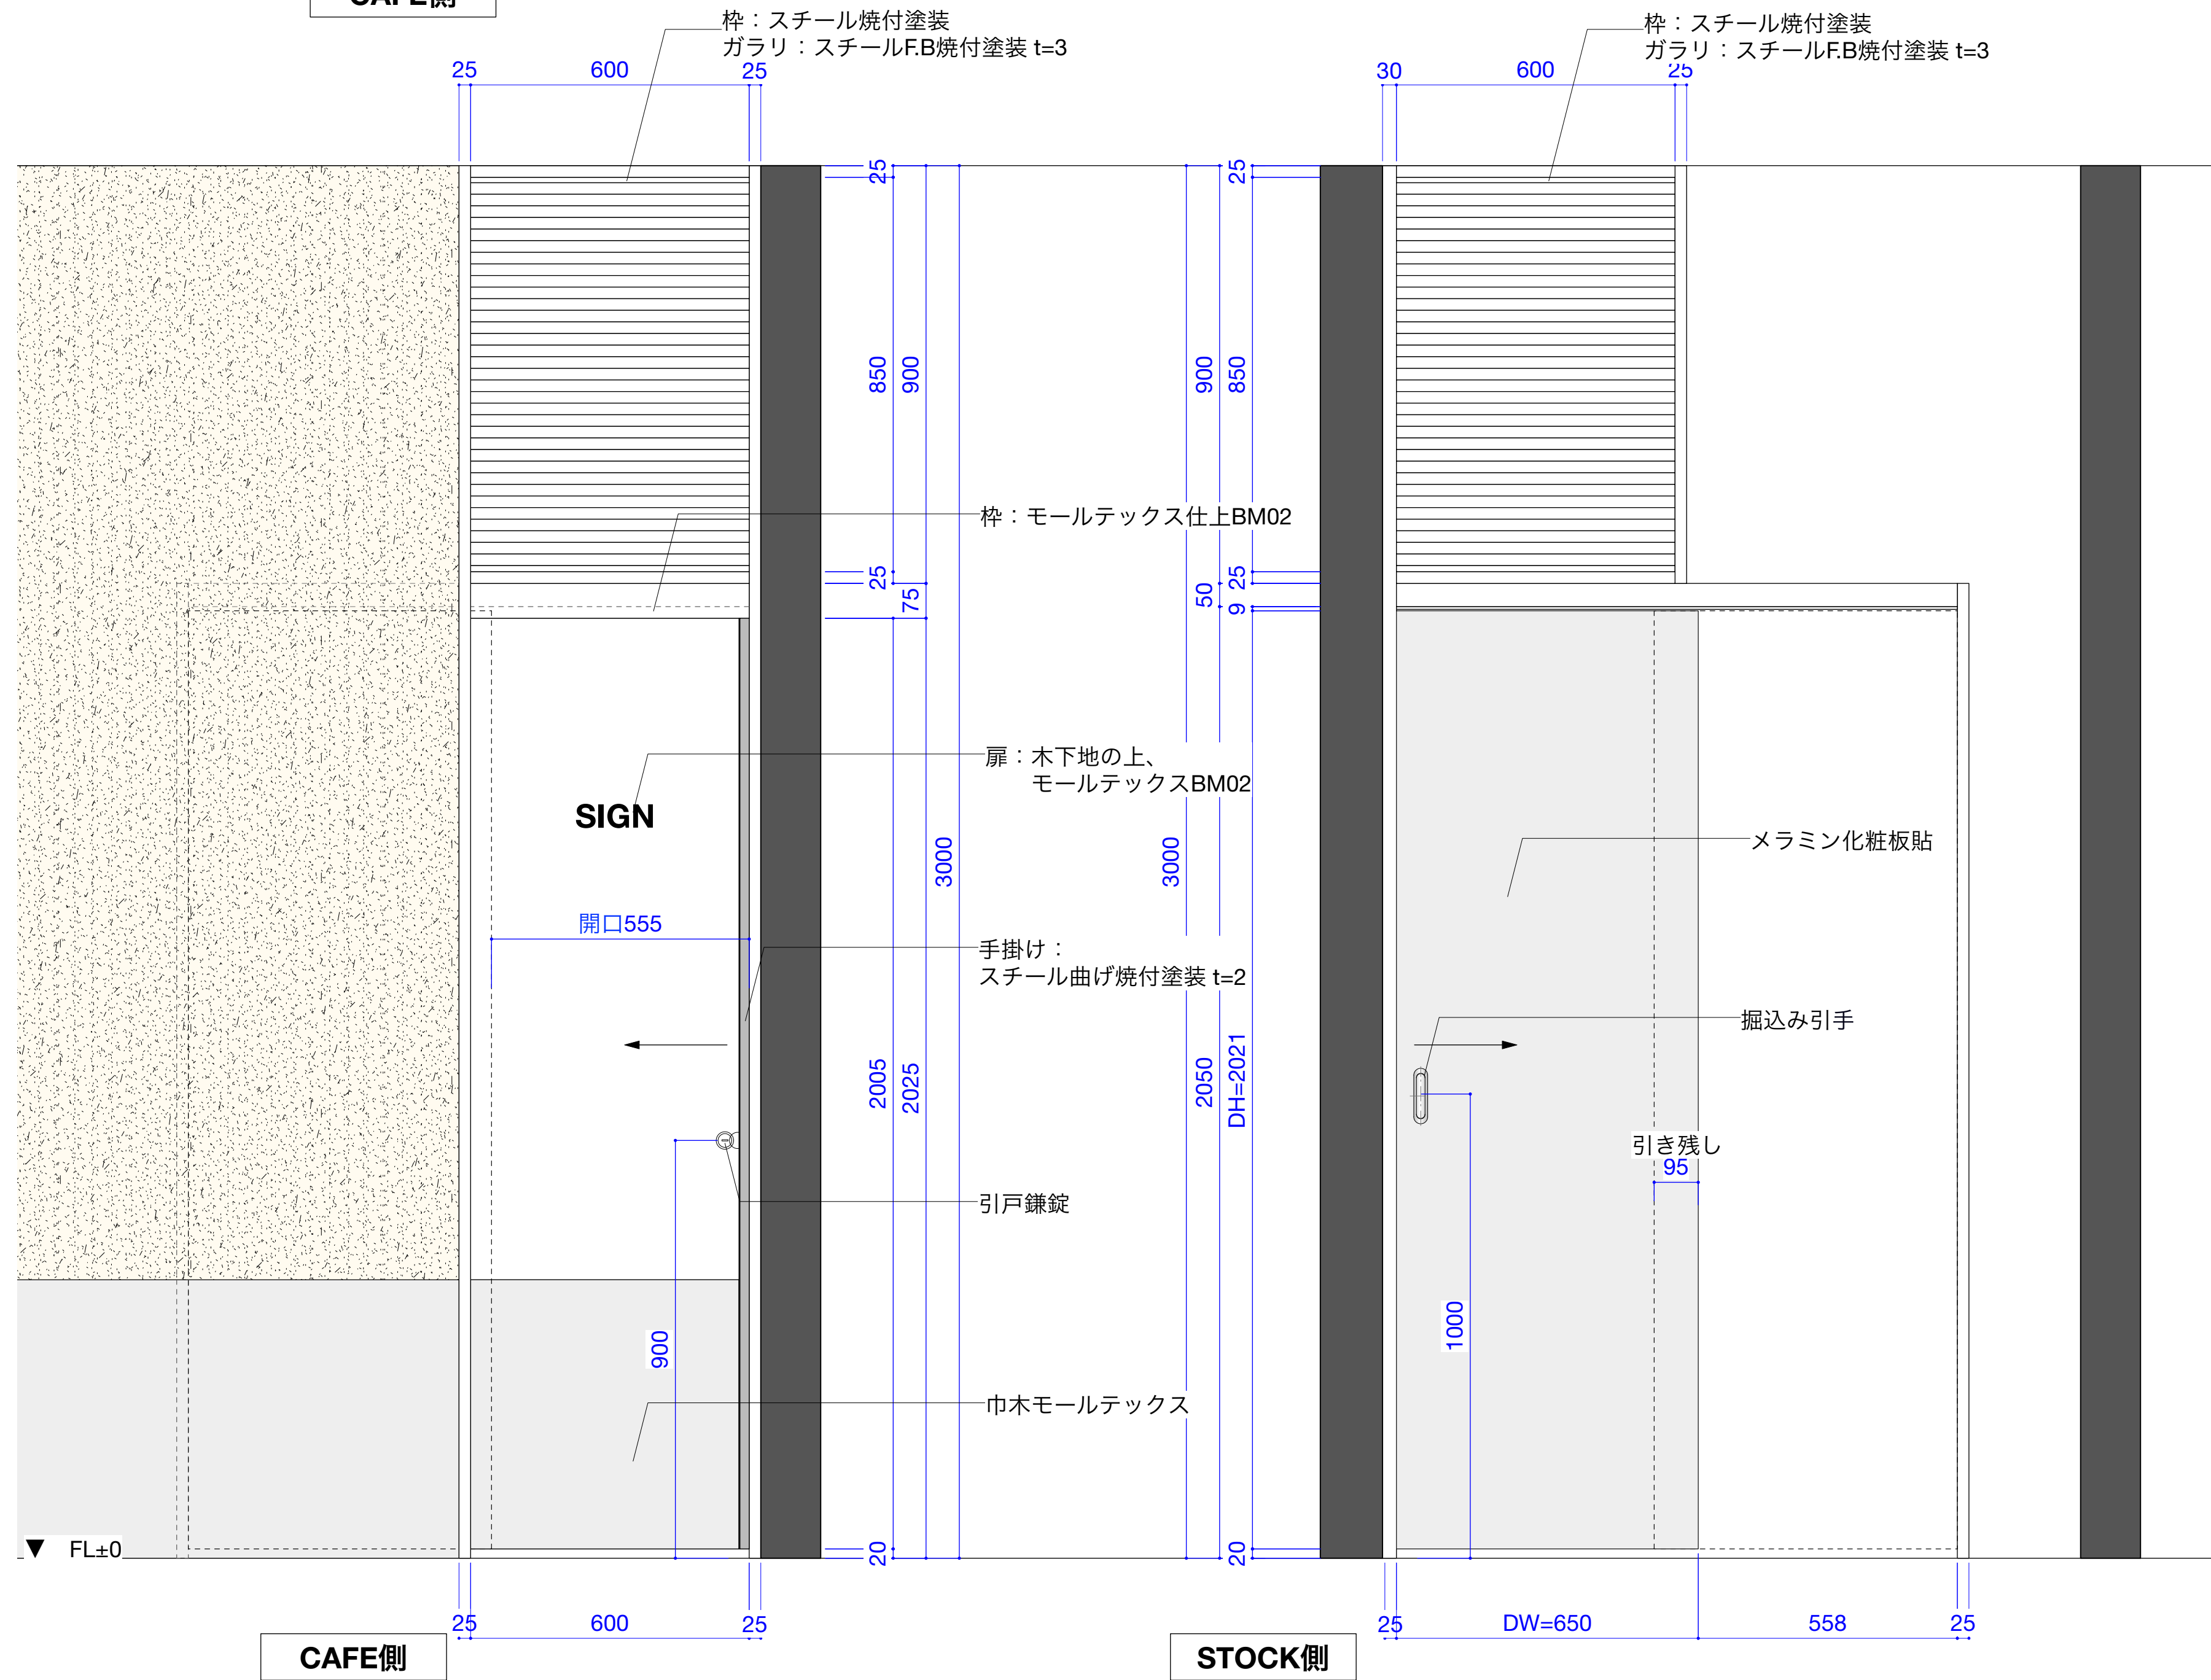 CAFE側
枠：スチール焼付塗装
ガラリ：スチールF.B焼付塗装 t=3
枠：スチール焼付塗装
ガラリ：スチールF.B焼付塗装 t=3
25
600
25
30
600
25
25
850
900
25
75
25
900
850
50
25
9
枠：モールテックス仕上BM02
扉：木下地の上、
モールテックスBM02
SIGN
開口555
3000
3000
メラミン化粧板貼
手掛け：
スチール曲げ焼付塗装 t=2
掘込み引手
2005
2025
2050
DH=2021
引き残し
95
引戸鎌錠
900
1000
巾木モールテックス
▼ FL±0
20
20
25
600
25
25
DW=650
558
25
CAFE側
STOCK側